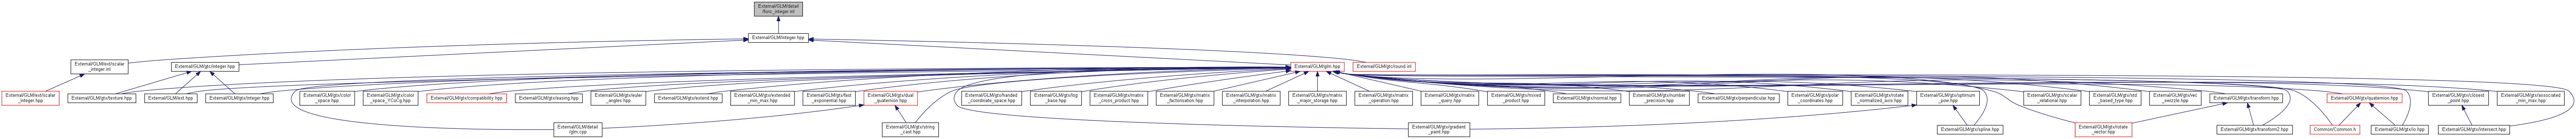 External/GLM/detail
/func_integer.inl
External/GLM/integer.hpp
External/GLM/ext/scalar
_integer.inl
External/GLM/gtc/integer.hpp
External/GLM/glm.hpp
External/GLM/gtc/round.inl
External/GLM/ext/scalar
_integer.hpp
External/GLM/gtx/texture.hpp
External/GLM/ext.hpp
External/GLM/gtx/integer.hpp
External/GLM/gtx/color
_space.hpp
External/GLM/gtx/color
_space_YCoCg.hpp
External/GLM/gtx/compatibility.hpp
External/GLM/gtx/easing.hpp
External/GLM/gtx/euler
_angles.hpp
External/GLM/gtx/extend.hpp
External/GLM/gtx/extended
_min_max.hpp
External/GLM/gtx/fast
_exponential.hpp
External/GLM/gtx/dual
_quaternion.hpp
External/GLM/gtx/handed
_coordinate_space.hpp
External/GLM/gtx/log
_base.hpp
External/GLM/gtx/matrix
_cross_product.hpp
External/GLM/gtx/matrix
_factorisation.hpp
External/GLM/gtx/matrix
_interpolation.hpp
External/GLM/gtx/matrix
_major_storage.hpp
External/GLM/gtx/matrix
_operation.hpp
External/GLM/gtx/matrix
_query.hpp
External/GLM/gtx/mixed
_product.hpp
External/GLM/gtx/normal.hpp
External/GLM/gtx/number
_precision.hpp
External/GLM/gtx/perpendicular.hpp
External/GLM/gtx/polar
_coordinates.hpp
External/GLM/gtx/rotate
_normalized_axis.hpp
External/GLM/gtx/optimum
_pow.hpp
External/GLM/gtx/scalar
_relational.hpp
External/GLM/gtx/std
_based_type.hpp
External/GLM/gtx/vec
_swizzle.hpp
External/GLM/gtx/transform.hpp
External/GLM/gtx/quaternion.hpp
External/GLM/gtx/closest
_point.hpp
External/GLM/gtx/associated
_min_max.hpp
External/GLM/detail
/glm.cpp
External/GLM/gtx/string
_cast.hpp
External/GLM/gtx/gradient
_paint.hpp
External/GLM/gtx/spline.hpp
External/GLM/gtx/rotate
_vector.hpp
External/GLM/gtx/transform2.hpp
Common/Common.h
External/GLM/gtx/io.hpp
External/GLM/gtx/intersect.hpp